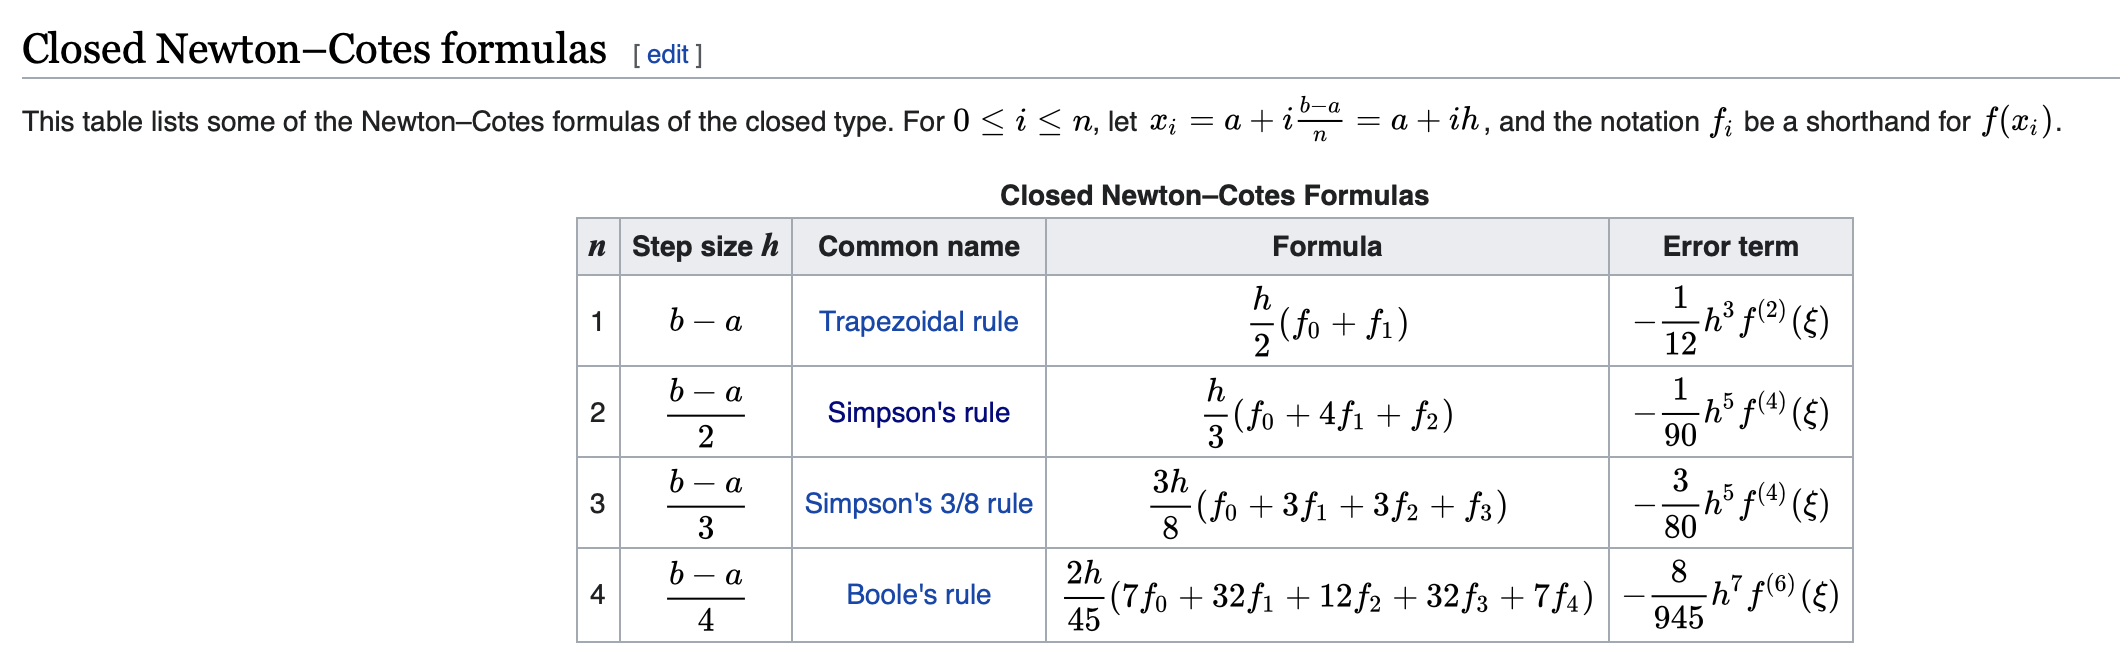 Closed Newton–Cotes formulas [ edit ]
This table lists some of the Newton–Cotes formulas of the closed type. For 0 ≤ i ≤ n, let xᵢ = a + i (b−a)/n = a + ih, and the notation fᵢ be a shorthand for f(xᵢ).
Closed Newton–Cotes Formulas
n Step size h Common name Formula Error term
1 b − a Trapezoidal rule h/2 (f₀ + f₁) −1/12 h³ f⁽²⁾(ξ)
2 (b − a)/2 Simpson's rule h/3 (f₀ + 4f₁ + f₂) −1/90 h⁵ f⁽⁴⁾(ξ)
3 (b − a)/3 Simpson's 3/8 rule 3h/8 (f₀ + 3f₁ + 3f₂ + f₃) −3/80 h⁵ f⁽⁴⁾(ξ)
4 (b − a)/4 Boole's rule 2h/45 (7f₀ + 32f₁ + 12f₂ + 32f₃ + 7f₄) −8/945 h⁷ f⁽⁶⁾(ξ)